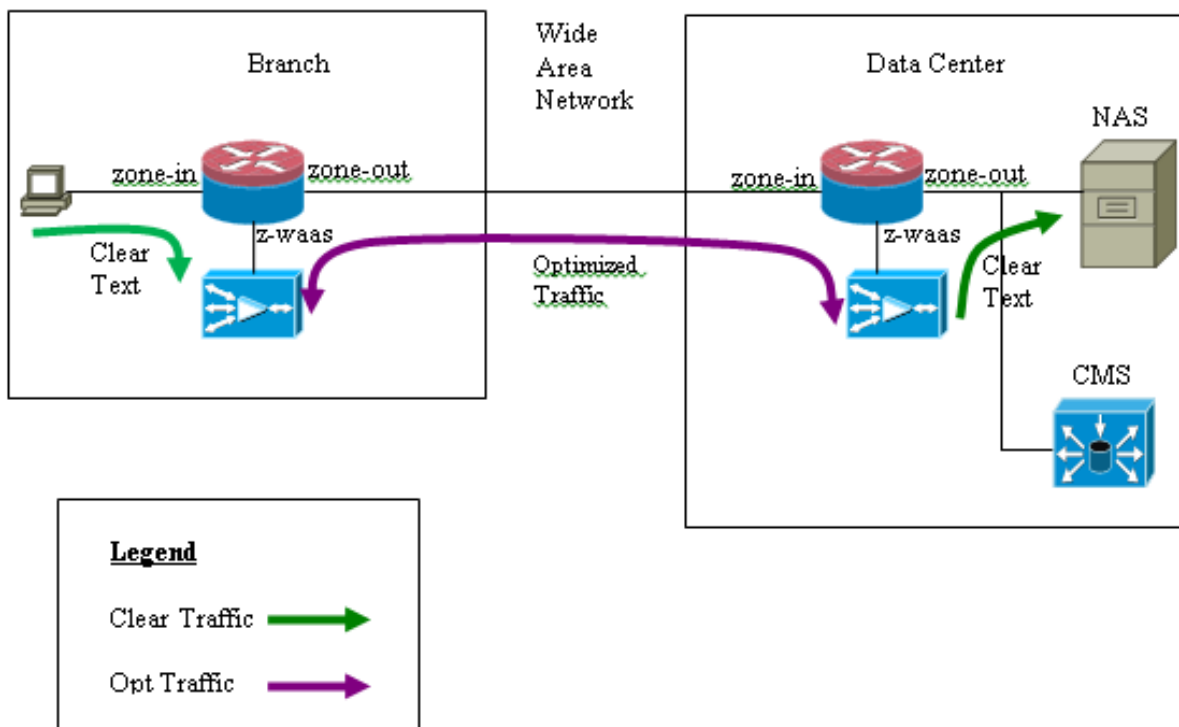 Branch
Wide
Area
Network
Data Center
NAS
zone-in
zone-out
zone-in
zone-out
z-waas
z-waas
Clear
Text
Optimized
Traffic
Clear
Text
CMS
Legend
Clear Traffic
Opt Traffic